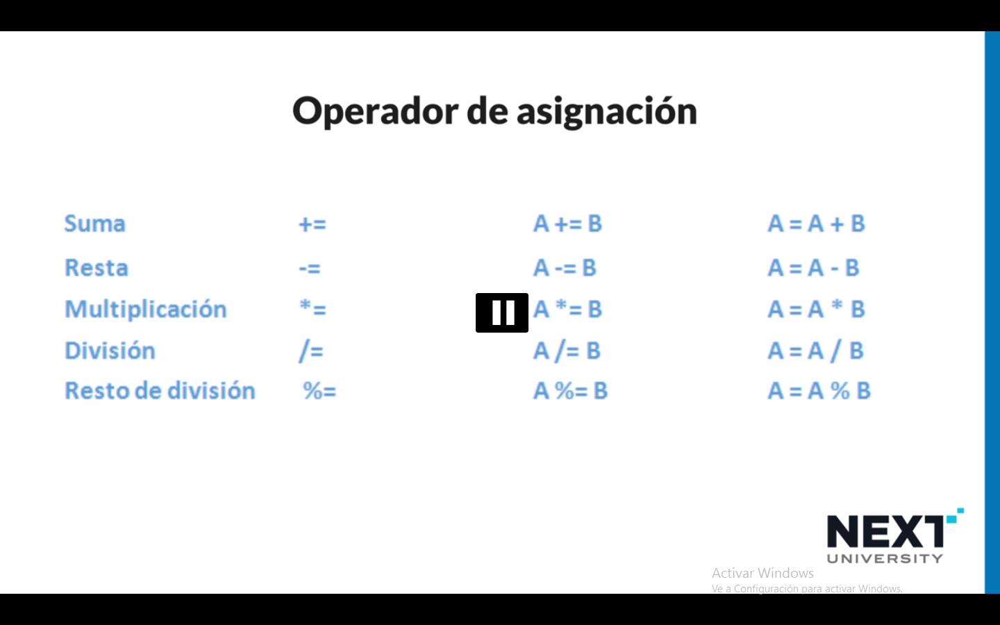 Operador de asignación
Suma += A += B A = A + B
Resta -= A -= B A = A - B
Multiplicación *= A *= B A = A * B
División /= A /= B A = A / B
Resto de división %= A %= B A = A % B
NEXT
UNIVERSITY
Activar Windows
Ve a Configuración para activar Windows.